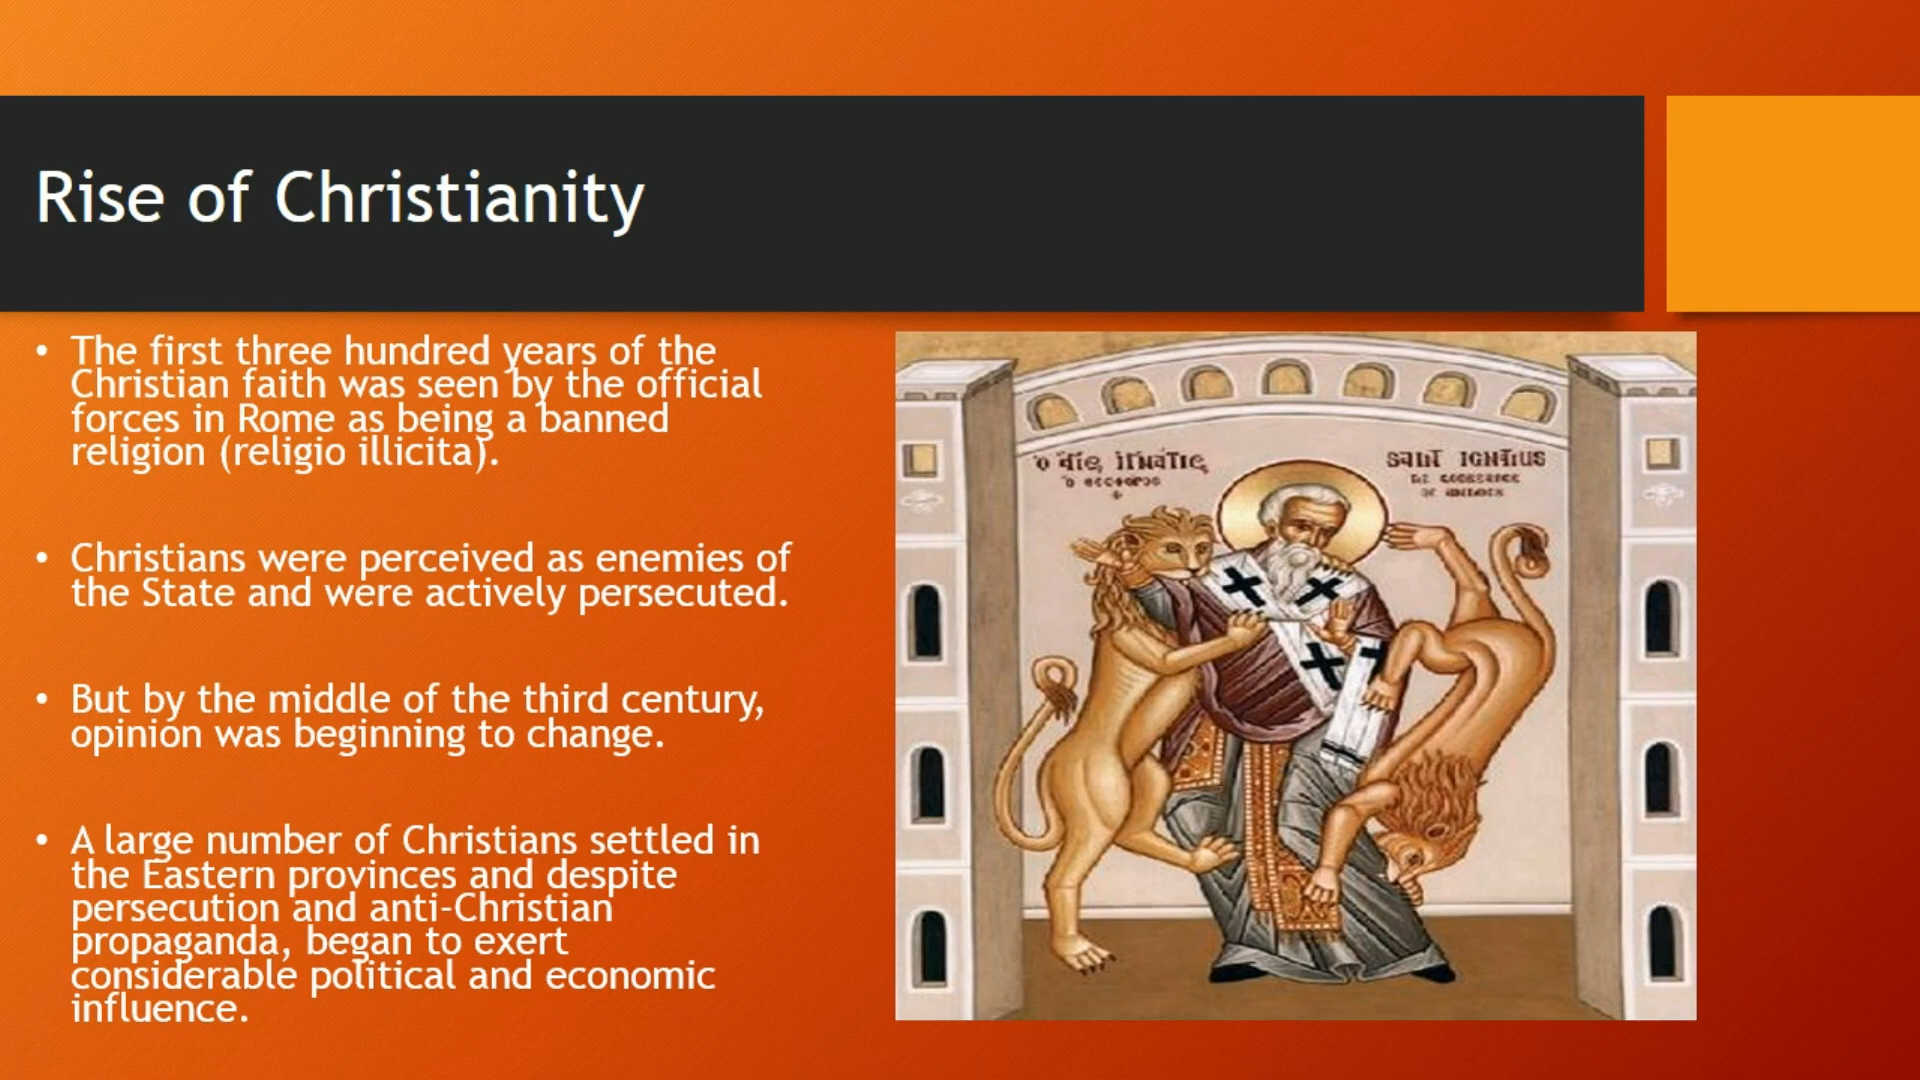 Rise of Christianity
• The first three hundred years of the
Christian faith was seen by the official
forces in Rome as being a banned
religion (religio illicita).
• Christians were perceived as enemies of
the State and were actively persecuted.
• But by the middle of the third century,
opinion was beginning to change.
• A large number of Christians settled in
the Eastern provinces and despite
persecution and anti-Christian
propaganda, began to exert
considerable political and economic
influence.
SAINT IGNTIUS